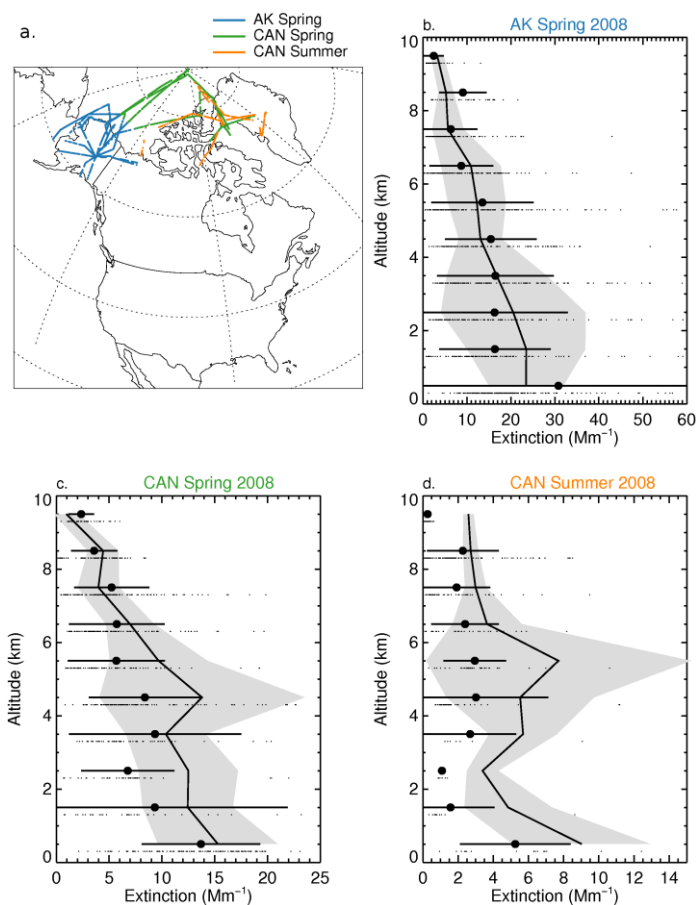 a.
AK Spring
CAN Spring
CAN Summer
b.
AK Spring 2008
10
8
6
4
2
0
Altitude (km)
0 10 20 30 40 50 60
Extinction (Mm⁻¹)
c.
CAN Spring 2008
10
8
6
4
2
0
Altitude (km)
0 5 10 15 20 25
Extinction (Mm⁻¹)
d.
CAN Summer 2008
10
8
6
4
2
0
Altitude (km)
0 2 4 6 8 10 12 14
Extinction (Mm⁻¹)